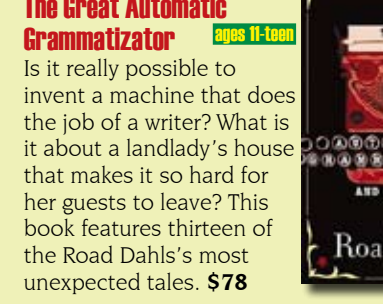 The Great Automatic
Grammatizator ages 11-teen
Is it really possible to
invent a machine that does
the job of a writer? What is
it about a landlady's house
that makes it so hard for
her guests to leave? This
book features thirteen of
the Road Dahls's most
unexpected tales. $78
AND
Roa